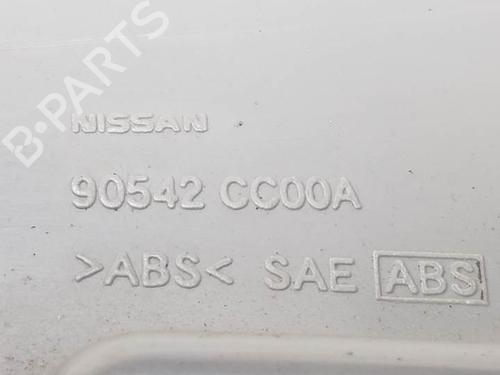 B-PARTS
NISSAN
90542 CC00A
>ABS< SAE ABS